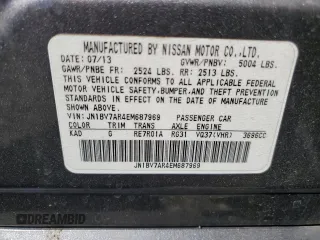 MANUFACTURED BY NISSAN MOTOR CO.,LTD.
DATE: 07/13 GVWR/PNBV: 5004 LBS.
GAWR/PNBE FR: 2524 LBS. RR: 2513 LBS.
THIS VEHICLE CONFORMS TO ALL APPLICABLE FEDERAL
MOTOR VEHICLE SAFETY, BUMPER, AND THEFT
PREVENTION STANDARDS IN EFFECT ON THE DATE OF MANUFACTURE
SHOWN ABOVE.
VIN: JN1BV7AR4EM687969 PASSENGER CAR
COLOR TRIM TRANS AXLE ENGINE
KAD G RE7R01A RG31 VQ37(VHR) 3696CC
JN1BV7AR4EM687969
DREAMBID